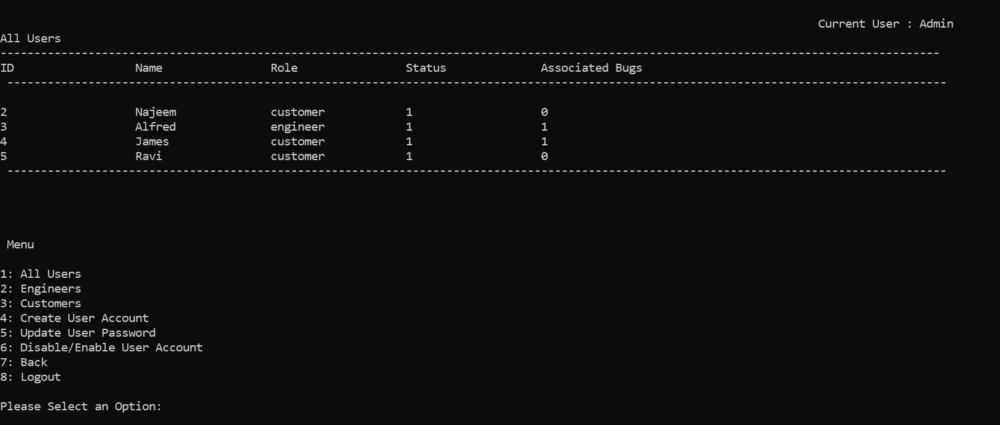 Current User : Admin
All Users
-------------------------------------------------------------------------------------------------------------------------------------------
ID Name Role Status Associated Bugs
-------------------------------------------------------------------------------------------------------------------------------------------
2 Najeem customer 1 0
3 Alfred engineer 1 1
4 James customer 1 1
5 Ravi customer 1 0
-------------------------------------------------------------------------------------------------------------------------------------------
Menu
1: All Users
2: Engineers
3: Customers
4: Create User Account
5: Update User Password
6: Disable/Enable User Account
7: Back
8: Logout
Please Select an Option: